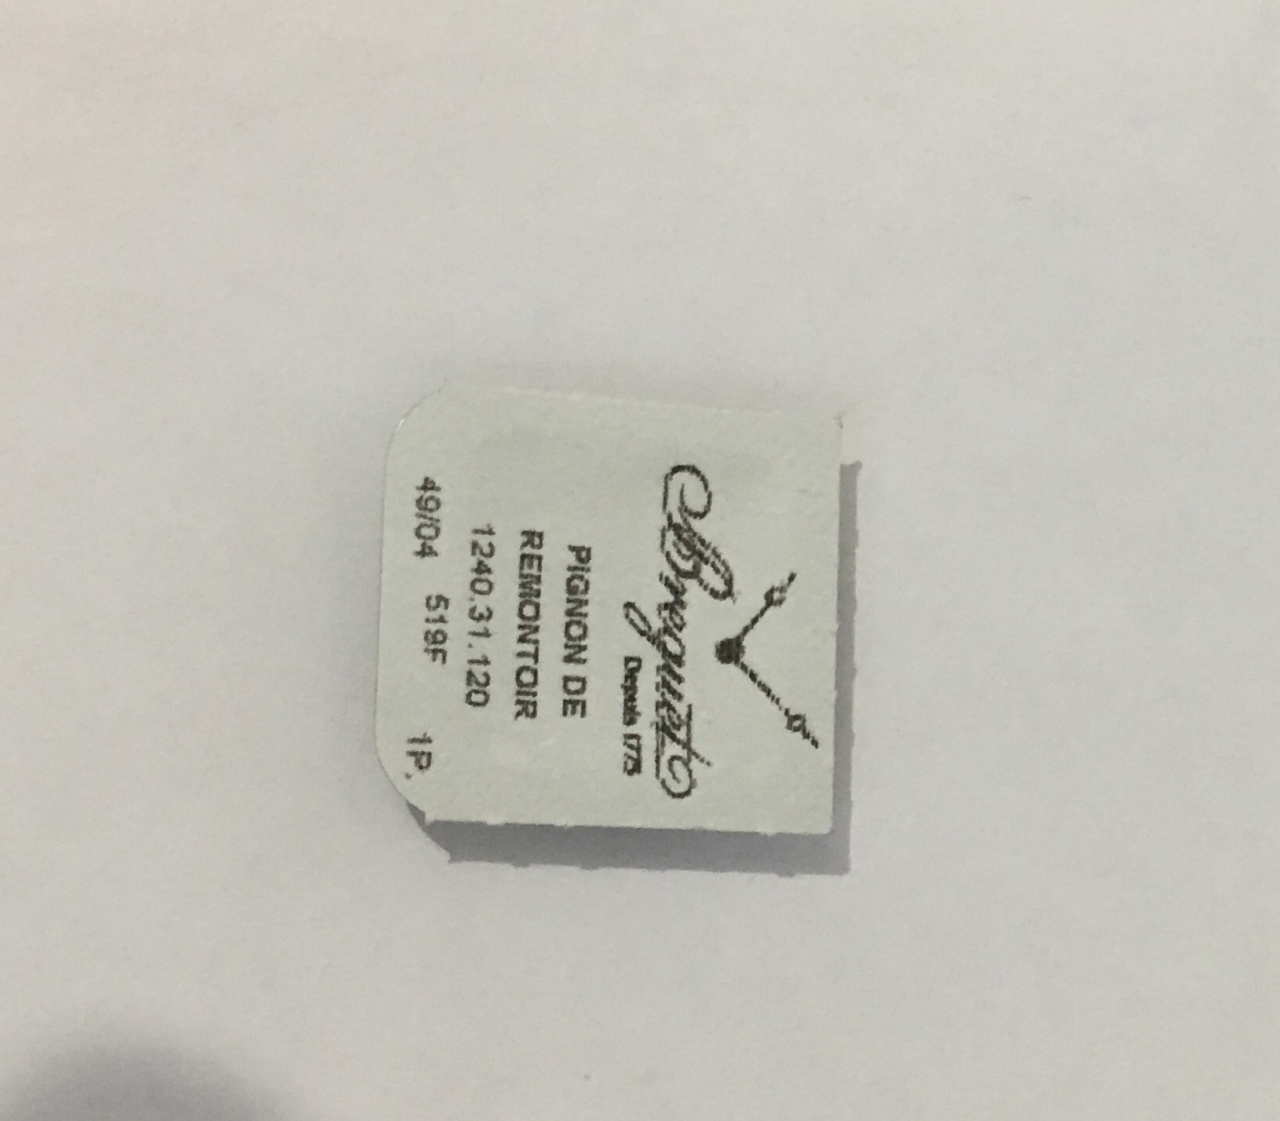 Breguet
Depuis 1775
PIGNON DE
REMONTOIR
1240.31.120
49/04 519F 1P.